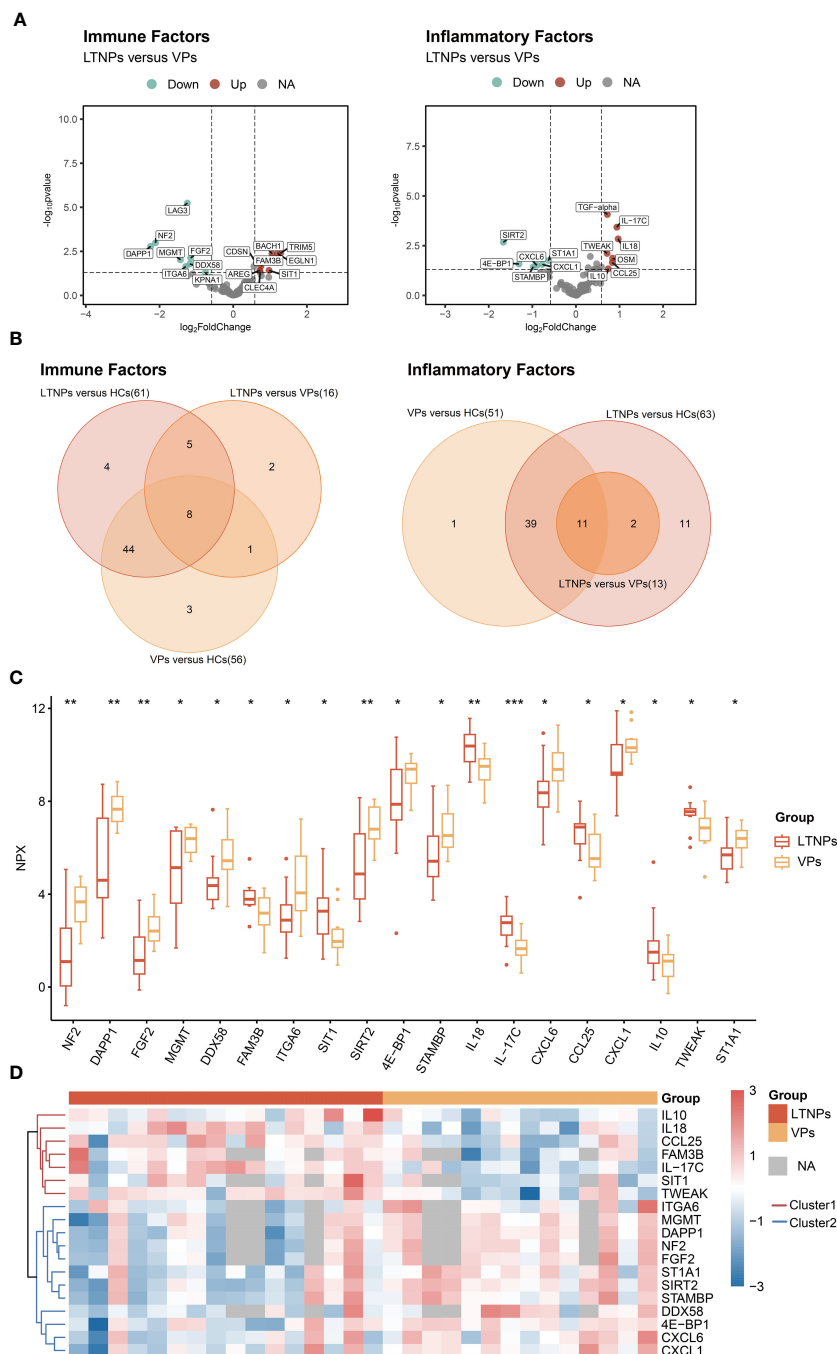 A
Immune Factors
LTNPs versus VPs
Down Up NA
10.0
7.5
5.0
2.5
0.0
-log10pvalue
LAG3
NF2
DAPP1
MGMT
FGF2
DDX58
ITGA6
KPNA1
CDSN
BACH1
TRIM5
FAM3B
EGLN1
AREG
SIT1
CLEC4A
−4 −2 0 2
log2FoldChange
Inflammatory Factors
LTNPs versus VPs
Down Up NA
7.5
5.0
2.5
0.0
-log10pvalue
TGF-alpha
IL-17C
SIRT2
TWEAK
IL18
CXCL6
ST1A1
4E-BP1
CXCL1
OSM
STAMBP
IL10
CCL25
−3 −2 −1 0 1 2
log2FoldChange
B
Immune Factors
LTNPs versus HCs(61)
LTNPs versus VPs(16)
5
4
2
8
44
1
3
VPs versus HCs(56)
Inflammatory Factors
VPs versus HCs(51)
LTNPs versus HCs(63)
1 39 11 2 11
LTNPs versus VPs(13)
C
** ** ** * * * * * ** * * ** *** * * * * * *
12
8
4
0
NPX
Group
LTNPs
VPs
NF2 DAPP1 FGF2 MGMT DDX58 FAM3B ITGA6 SIT1 SIRT2 4E-BP1 STAMBP IL18 IL-17C CXCL6 CCL25 CXCL1 IL10 TWEAK ST1A1
D
Group
IL10
IL18
CCL25
FAM3B
IL-17C
SIT1
TWEAK
ITGA6
MGMT
DAPP1
NF2
FGF2
ST1A1
SIRT2
STAMBP
DDX58
4E-BP1
CXCL6
CXCL1
3
1
−1
−3
Group
LTNPs
VPs
NA
Cluster1
Cluster2